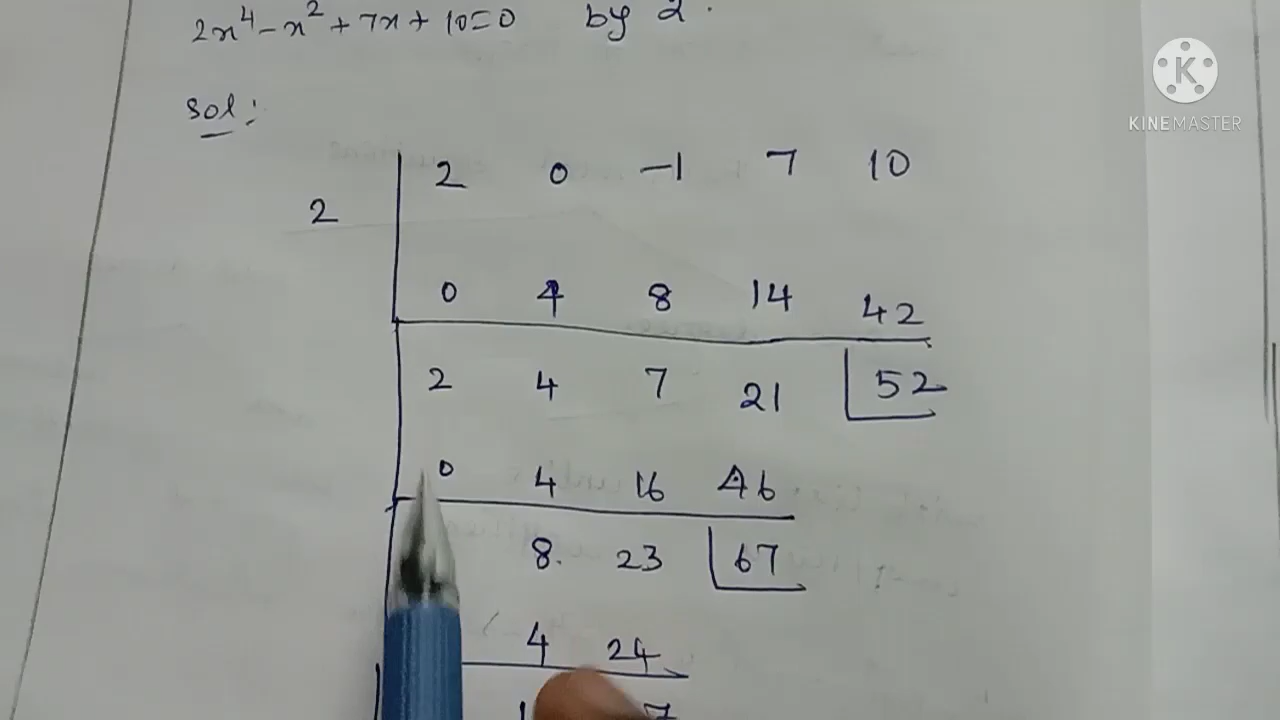 2x⁴-x²+7x+10=0 by 2.
KINEMASTER
Sol:
2 0 -1 7 10
2
0 4 8 14 42
2 4 7 21 52
0 4 16 46
8. 23 67
4 24